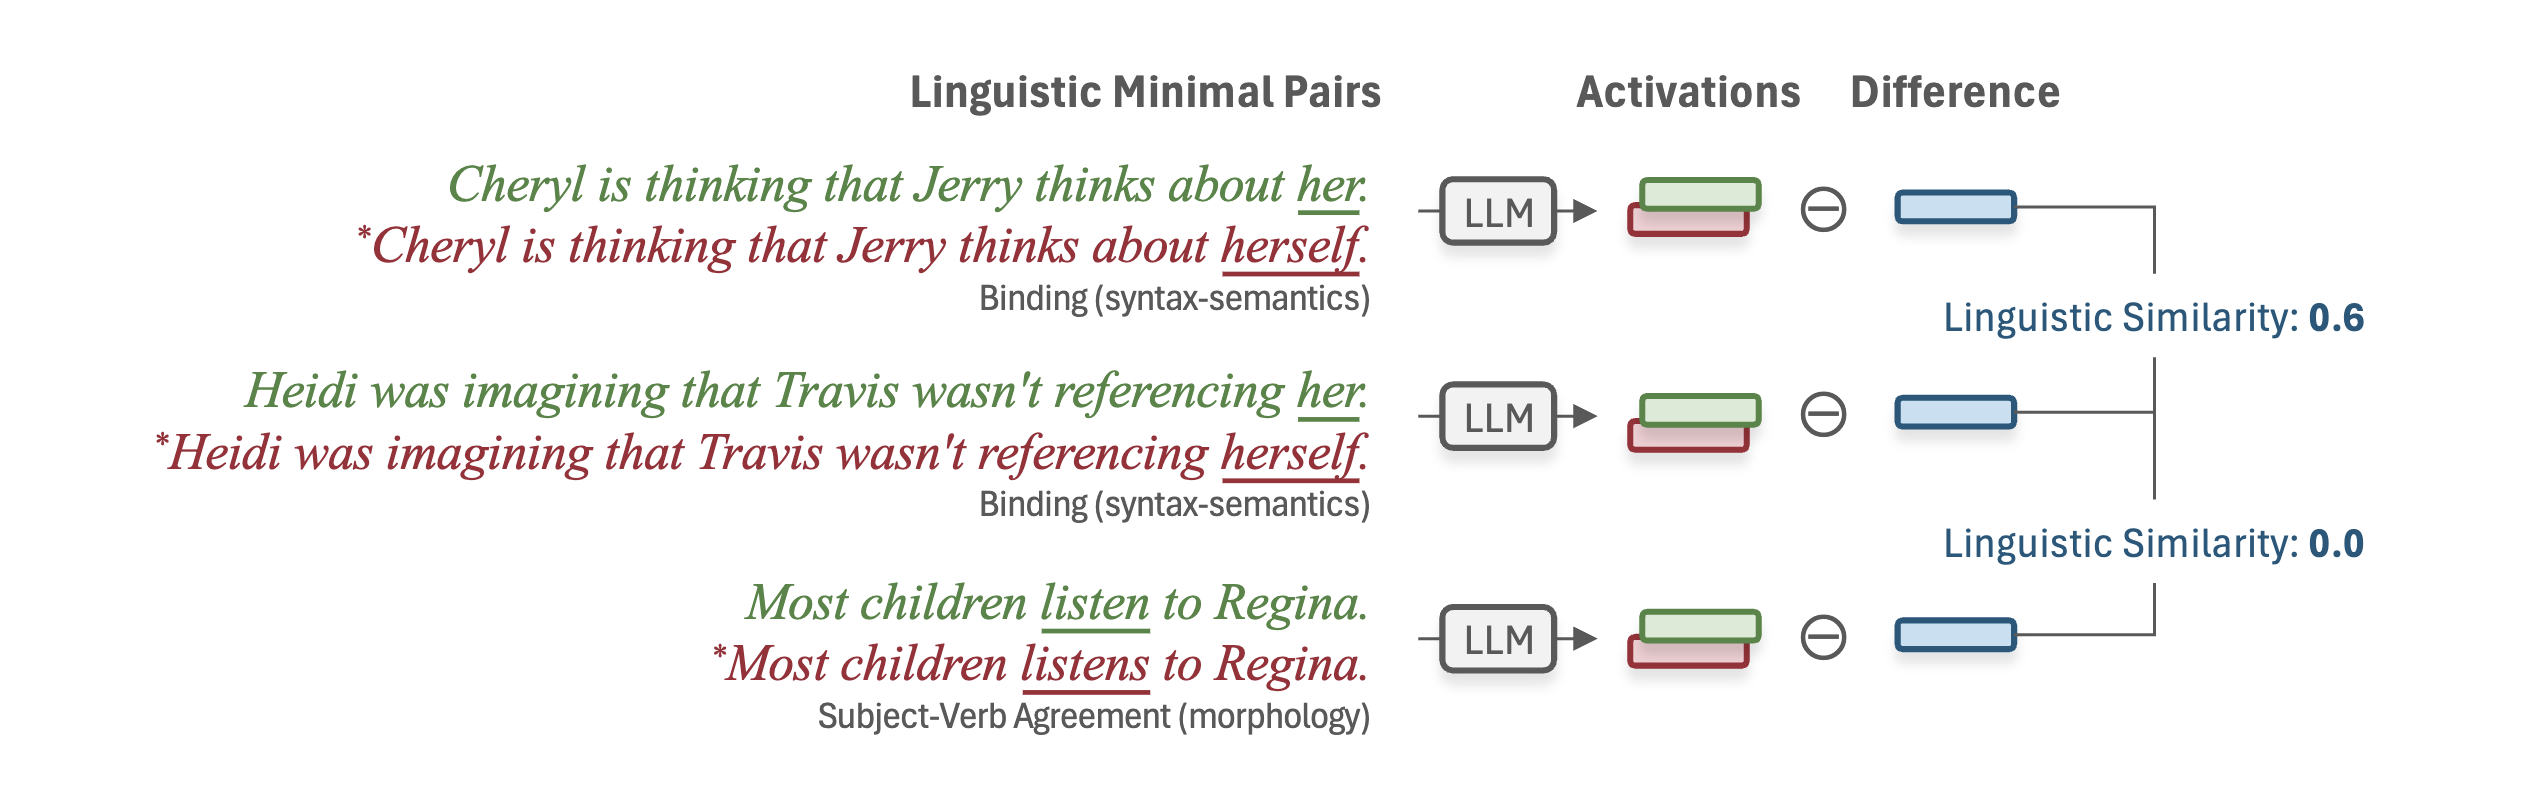 Linguistic Minimal Pairs Activations Difference
Cheryl is thinking that Jerry thinks about her.
*Cheryl is thinking that Jerry thinks about herself.
Binding (syntax-semantics)
LLM
Linguistic Similarity: 0.6
Heidi was imagining that Travis wasn't referencing her.
*Heidi was imagining that Travis wasn't referencing herself.
Binding (syntax-semantics)
LLM
Linguistic Similarity: 0.0
Most children listen to Regina.
*Most children listens to Regina.
Subject-Verb Agreement (morphology)
LLM